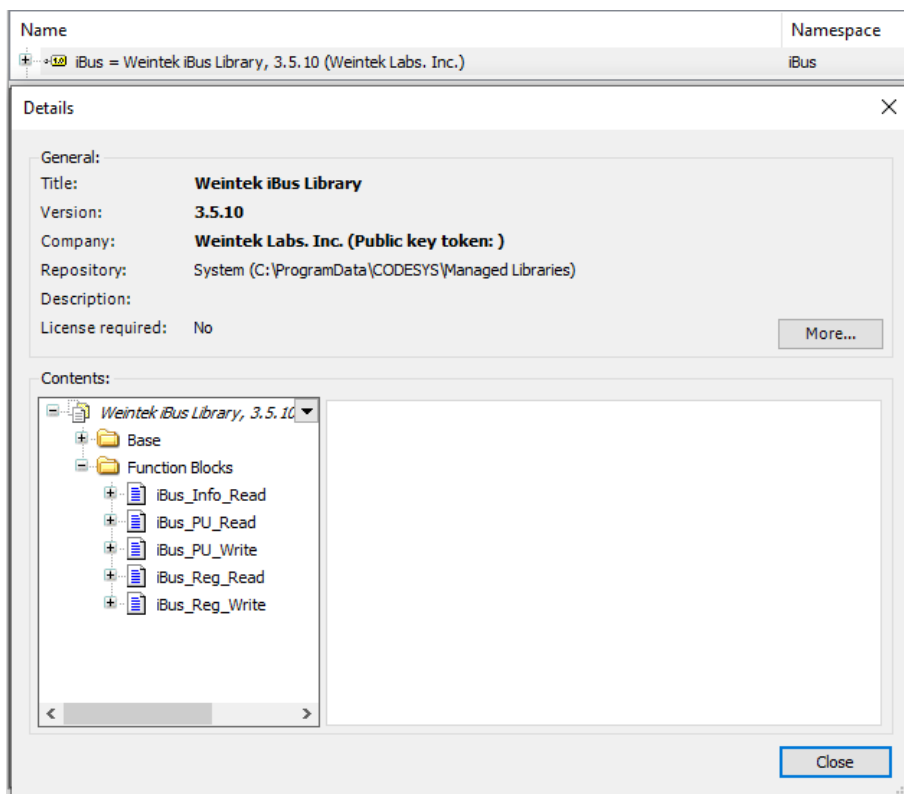 Name Namespace
iBus = Weintek iBus Library, 3.5.10 (Weintek Labs. Inc.) iBus
Details
General:
Title: Weintek iBus Library
Version: 3.5.10
Company: Weintek Labs. Inc. (Public key token: )
Repository: System (C:\ProgramData\CODESYS\Managed Libraries)
Description:
License required: No
More...
Contents:
Weintek iBus Library, 3.5.10
Base
Function Blocks
iBus_Info_Read
iBus_PU_Read
iBus_PU_Write
iBus_Reg_Read
iBus_Reg_Write
Close